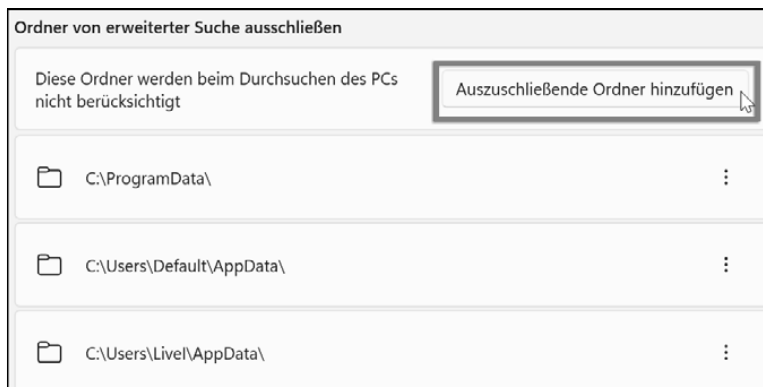 Ordner von erweiterter Suche ausschließen
Diese Ordner werden beim Durchsuchen des PCs
nicht berücksichtigt
Auszuschließende Ordner hinzufügen
C:\ProgramData\
C:\Users\Default\AppData\
C:\Users\Livel\AppData\